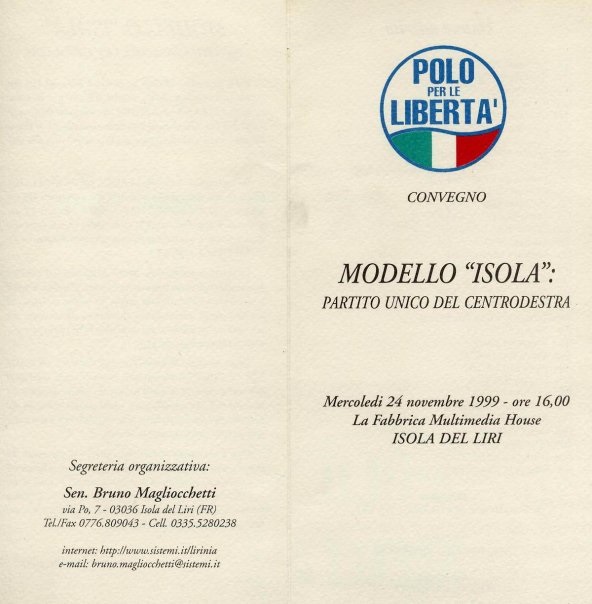 POLO
PER LE
LIBERTA'
CONVEGNO
MODELLO “ISOLA”:
PARTITO UNICO DEL CENTRODESTRA
Mercoledi 24 novembre 1999 - ore 16,00
La Fabbrica Multimedia House
ISOLA DEL LIRI
Segreteria organizzativa:
Sen. Bruno Magliocchetti
via Po, 7 - 03036 Isola del Liri (FR)
Tel./Fax 0776.809043 - Cell. 0335.5280238
internet: http://www.sistemi.it/lirinia
e-mail: bruno.magliocchetti@sistemi.it